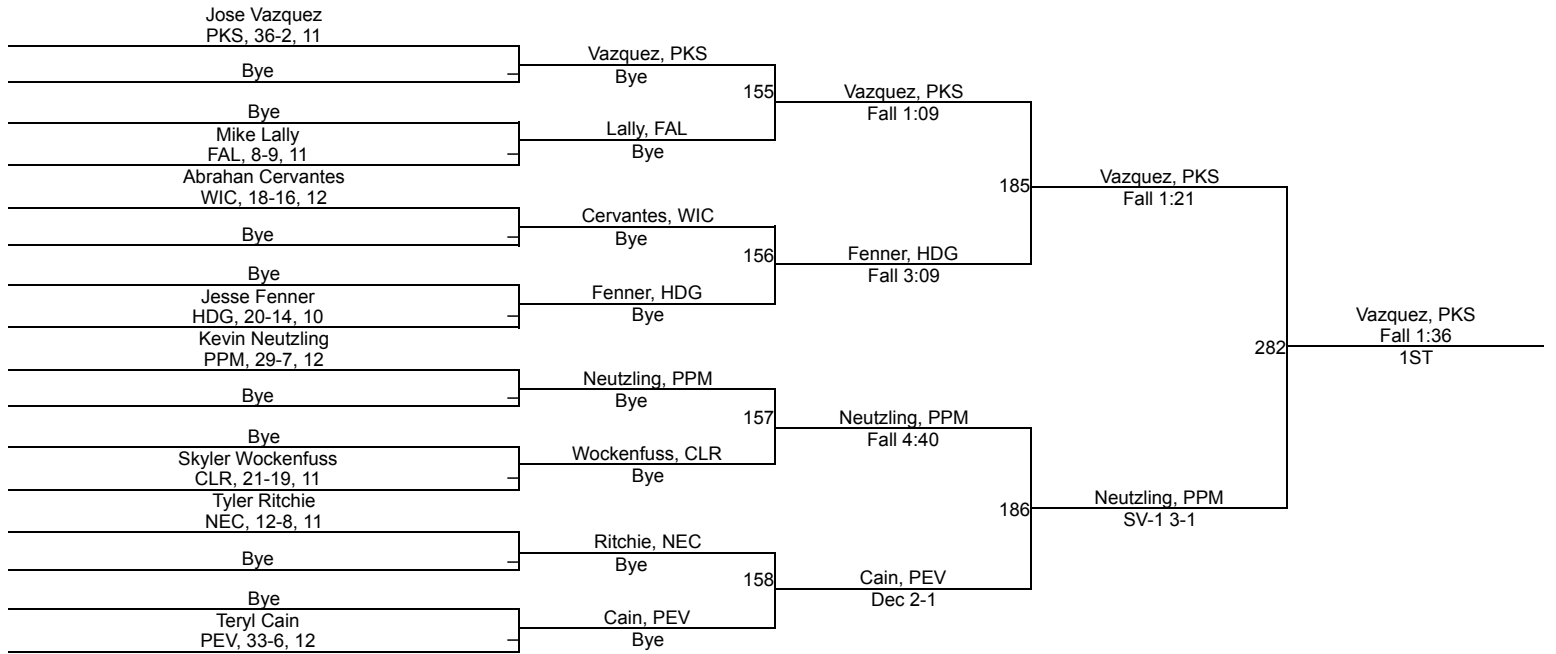 Jose Vazquez
PKS, 36-2, 11
Bye
Bye
Mike Lally
FAL, 8-9, 11
Abrahan Cervantes
WIC, 18-16, 12
Bye
Bye
Jesse Fenner
HDG, 20-14, 10
Kevin Neutzling
PPM, 29-7, 12
Bye
Bye
Skyler Wockenfuss
CLR, 21-19, 11
Tyler Ritchie
NEC, 12-8, 11
Bye
Bye
Teryl Cain
PEV, 33-6, 12
Vazquez, PKS
Bye
155
Lally, FAL
Bye
Cervantes, WIC
Bye
156
Fenner, HDG
Bye
Neutzling, PPM
Bye
157
Wockenfuss, CLR
Bye
Ritchie, NEC
Bye
158
Cain, PEV
Bye
Vazquez, PKS
Fall 1:09
185
Fenner, HDG
Fall 3:09
Neutzling, PPM
Fall 4:40
186
Cain, PEV
Dec 2-1
Vazquez, PKS
Fall 1:21
282
Neutzling, PPM
SV-1 3-1
Vazquez, PKS
Fall 1:36
1ST